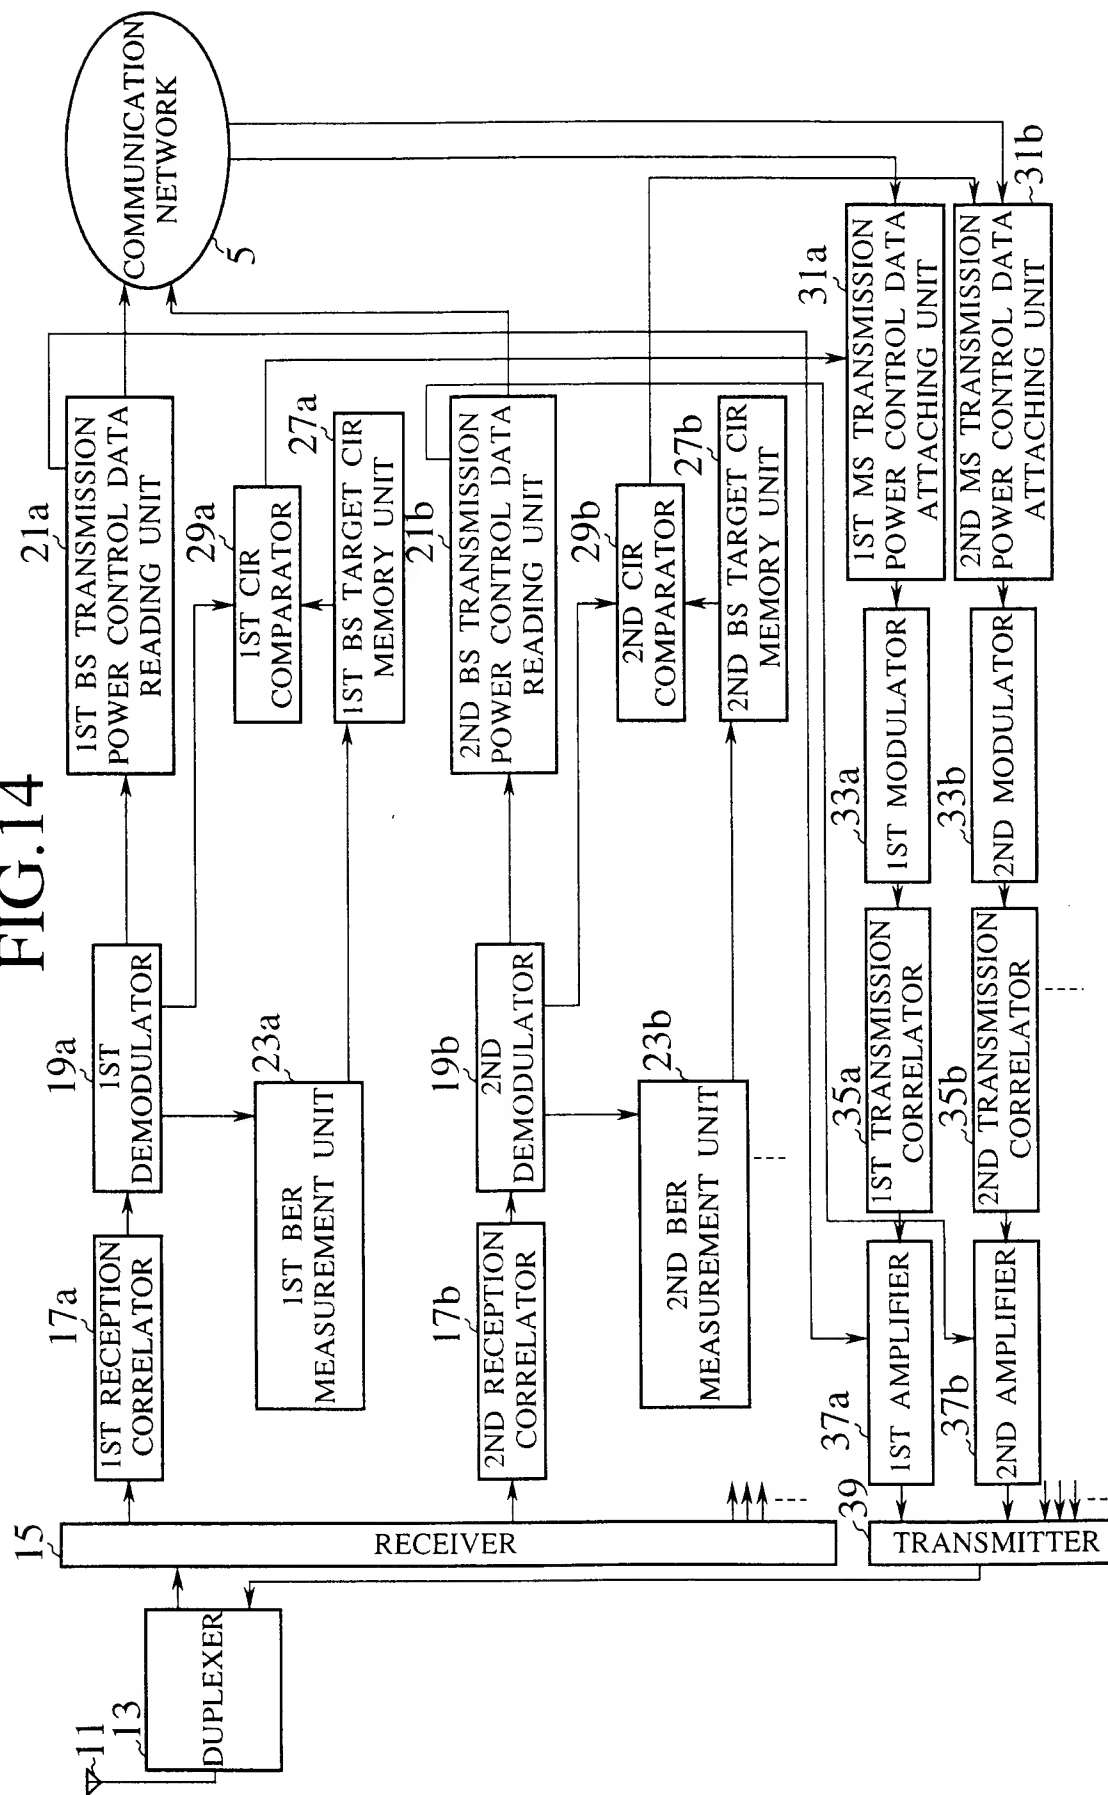 FIG.14
11
13
DUPLEXER
15
RECEIVER
17a
1ST RECEPTION
CORRELATOR
19a
1ST
DEMODULATOR
21a
1ST BS TRANSMISSION
POWER CONTROL DATA
READING UNIT
COMMUNICATION
NETWORK
5
23a
1ST BER
MEASUREMENT UNIT
29a
1ST CIR
COMPARATOR
27a
1ST BS TARGET CIR
MEMORY UNIT
17b
2ND RECEPTION
CORRELATOR
19b
2ND
DEMODULATOR
21b
2ND BS TRANSMISSION
POWER CONTROL DATA
READING UNIT
23b
2ND BER
MEASUREMENT UNIT
29b
2ND CIR
COMPARATOR
27b
2ND BS TARGET CIR
MEMORY UNIT
39
TRANSMITTER
37a
1ST AMPLIFIER
35a
1ST TRANSMISSION
CORRELATOR
33a
1ST MODULATOR
31a
1ST MS TRANSMISSION
POWER CONTROL DATA
ATTACHING UNIT
37b
2ND AMPLIFIER
35b
2ND TRANSMISSION
CORRELATOR
33b
2ND MODULATOR
31b
2ND MS TRANSMISSION
POWER CONTROL DATA
ATTACHING UNIT